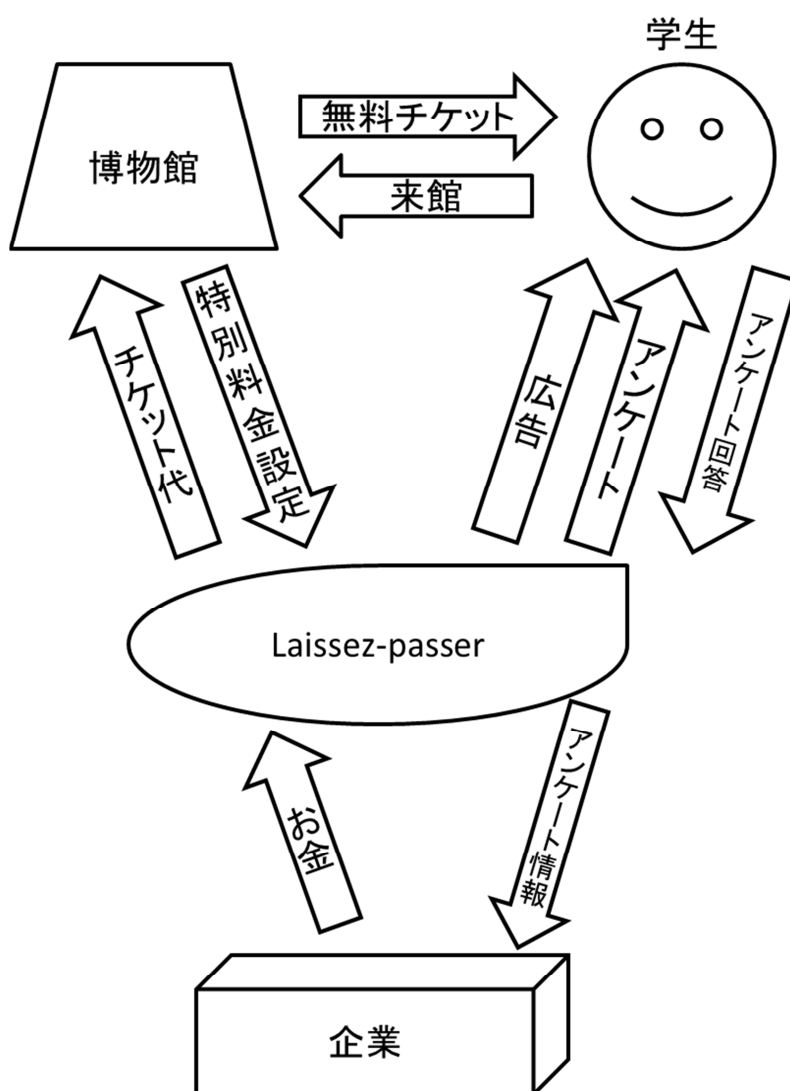 学生
博物館
無料チケット
来館
チケット代
特別料金設定
広告
アンケート
アンケート回答
Laissez-passer
お金
アンケート情報
企業